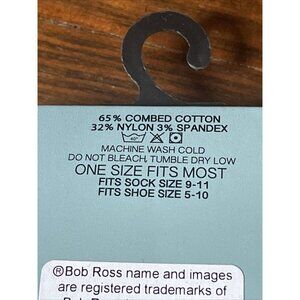 65% COMBED COTTON
32% NYLON 3% SPANDEX
MACHINE WASH COLD
DO NOT BLEACH, TUMBLE DRY LOW
ONE SIZE FITS MOST
FITS SOCK SIZE 9-11
FITS SHOE SIZE 5-10
®Bob Ross name and images
are registered trademarks of
Bob Ross